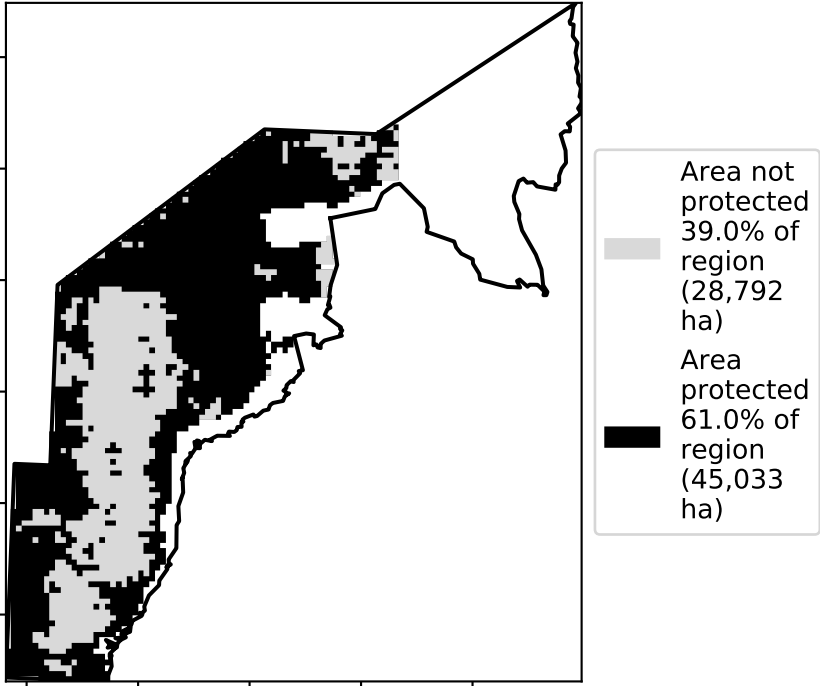 Area not
protected
39.0% of
region
(28,792
ha)
Area
protected
61.0% of
region
(45,033
ha)